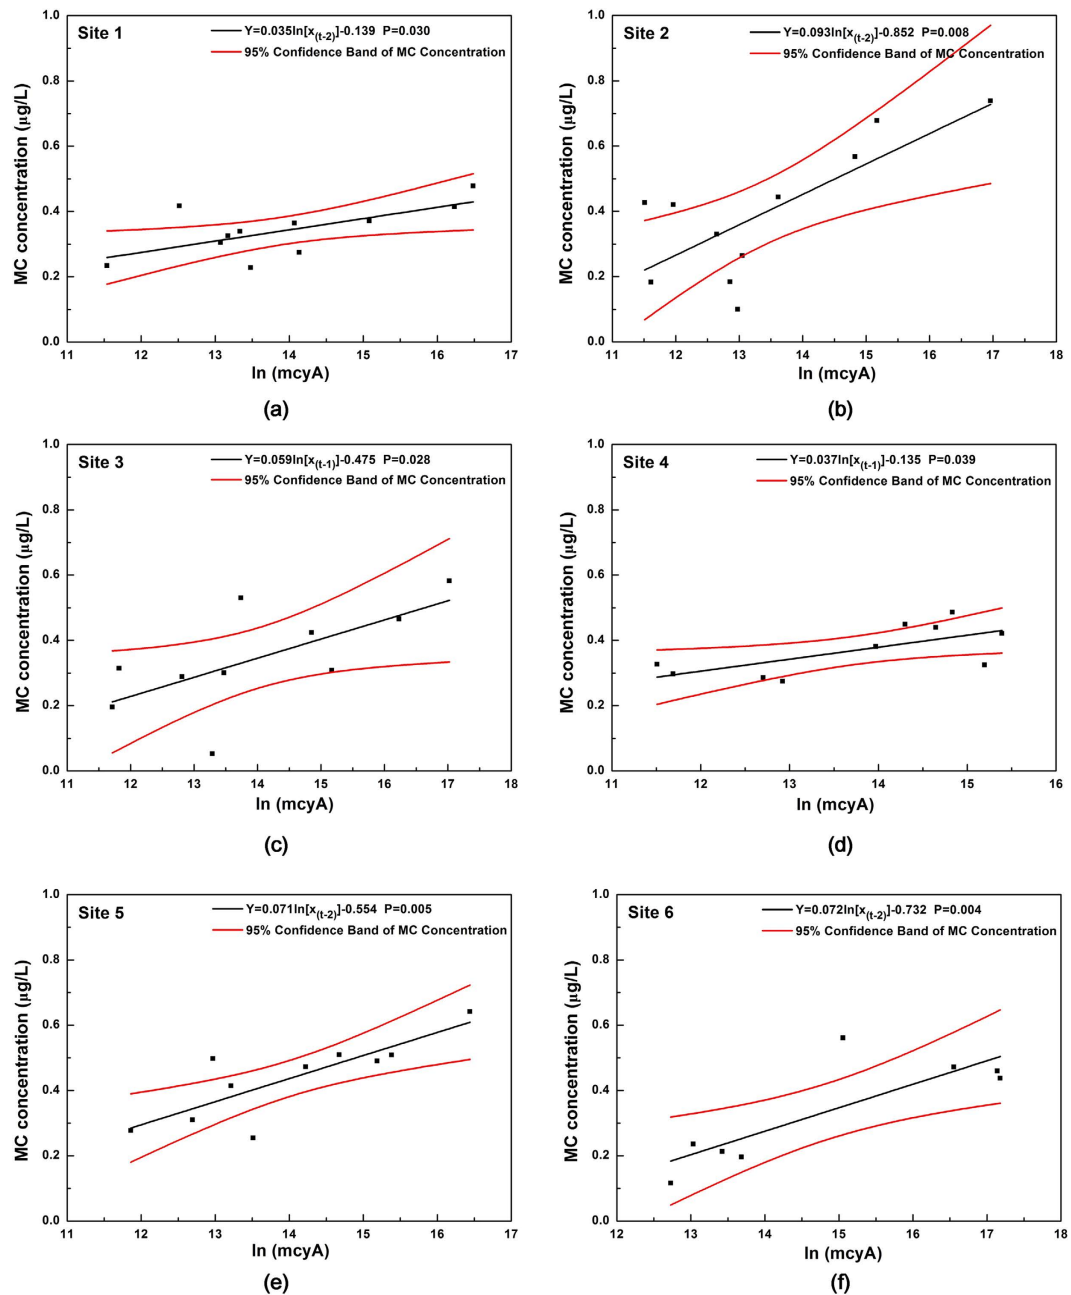 Site 1
Y=0.035ln[x(t-2)]-0.139 P=0.030
95% Confidence Band of MC Concentration
MC concentration (μg/L)
1.0
0.8
0.6
0.4
0.2
0.0
11 12 13 14 15 16 17
ln (mcyA)
(a)
Site 2
Y=0.093ln[x(t-2)]-0.852 P=0.008
95% Confidence Band of MC Concentration
MC concentration (μg/L)
1.0
0.8
0.6
0.4
0.2
0.0
11 12 13 14 15 16 17 18
ln (mcyA)
(b)
Site 3
Y=0.059ln[x(t-1)]-0.475 P=0.028
95% Confidence Band of MC Concentration
MC concentration (μg/L)
1.0
0.8
0.6
0.4
0.2
0.0
11 12 13 14 15 16 17 18
ln (mcyA)
(c)
Site 4
Y=0.037ln[x(t-1)]-0.135 P=0.039
95% Confidence Band of MC Concentration
MC concentration (μg/L)
1.0
0.8
0.6
0.4
0.2
0.0
11 12 13 14 15 16
ln (mcyA)
(d)
Site 5
Y=0.071ln[x(t-2)]-0.554 P=0.005
95% Confidence Band of MC Concentration
MC concentration (μg/L)
1.0
0.8
0.6
0.4
0.2
0.0
11 12 13 14 15 16 17
ln (mcyA)
(e)
Site 6
Y=0.072ln[x(t-2)]-0.732 P=0.004
95% Confidence Band of MC Concentration
MC concentration (μg/L)
1.0
0.8
0.6
0.4
0.2
0.0
12 13 14 15 16 17 18
ln (mcyA)
(f)